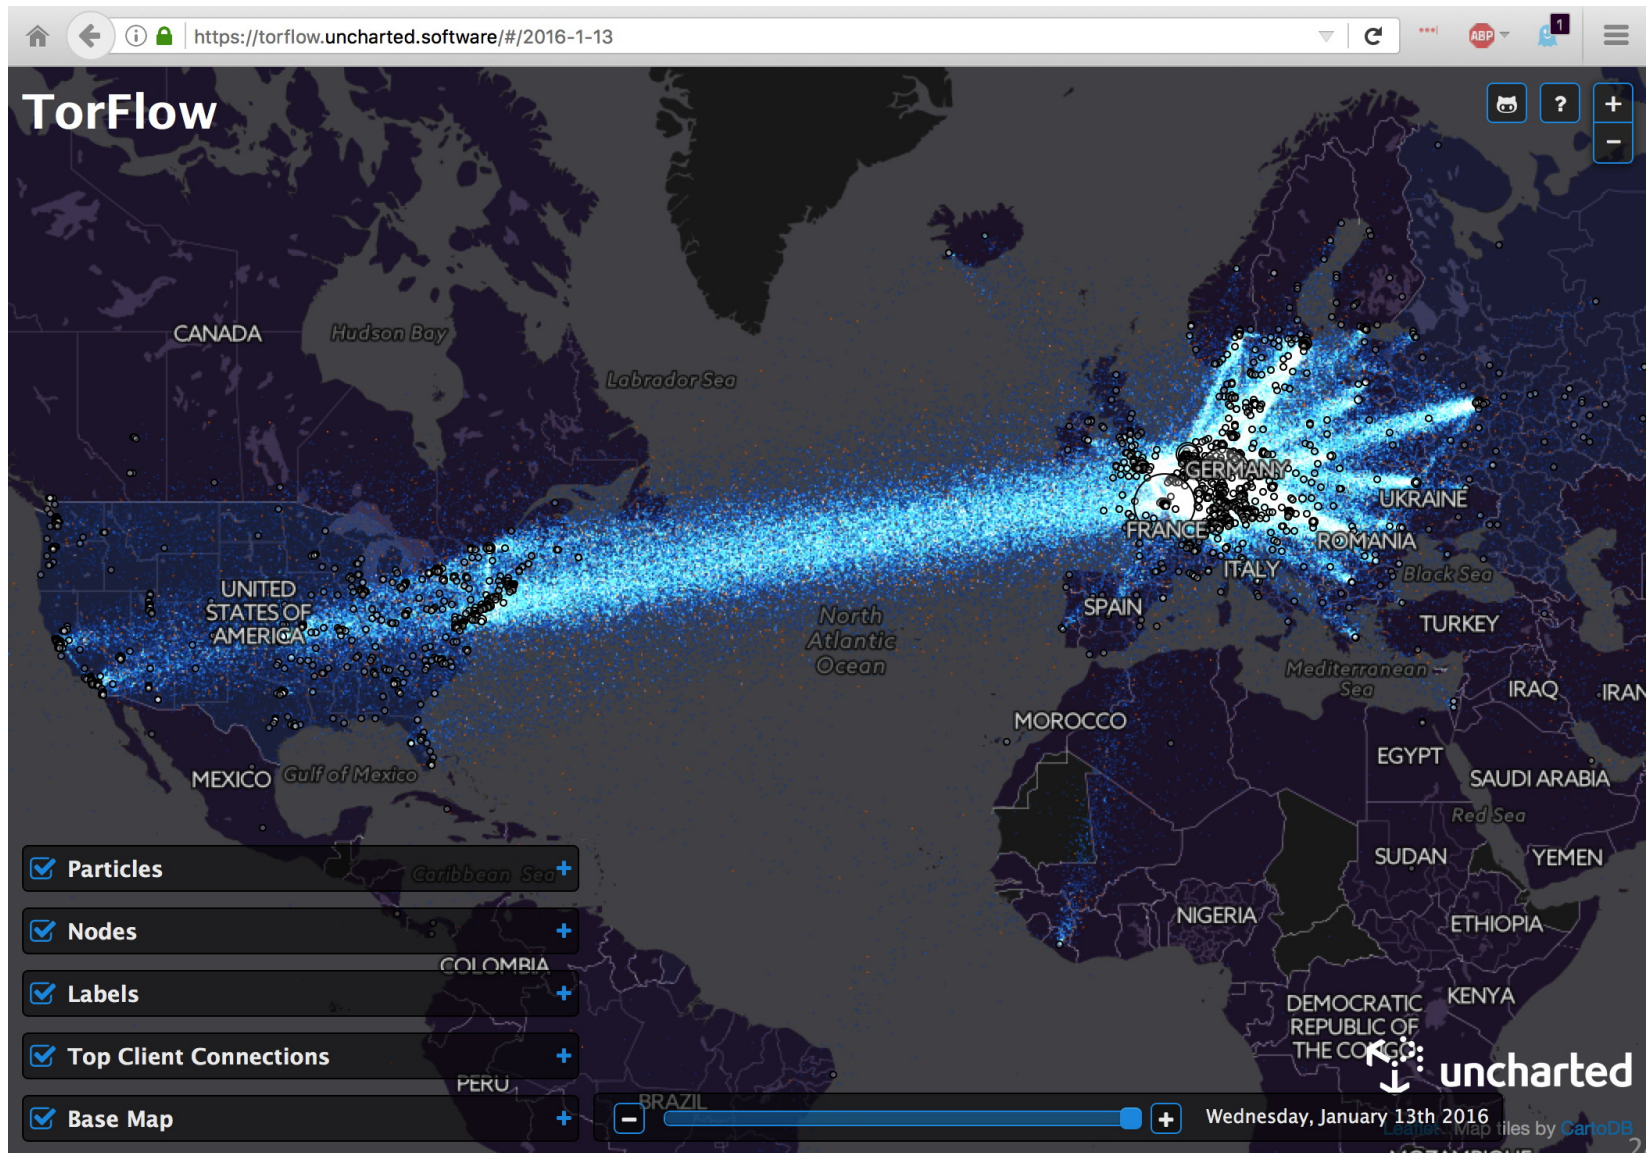 https://torflow.uncharted.software/#/2016-1-13
ABP
1
TorFlow
?
+
−
CANADA
Hudson Bay
Labrador Sea
GERMANY
UKRAINE
FRANCE
ROMANIA
ITALY
Black Sea
UNITED
STATES OF
AMERICA
SPAIN
North
Atlantic
Ocean
TURKEY
Mediterranean
Sea
IRAQ
IRAN
MOROCCO
EGYPT
MEXICO
Gulf of Mexico
SAUDI ARABIA
Red Sea
SUDAN
YEMEN
Particles
+
Caribbean Sea
NIGERIA
ETHIOPIA
Nodes
+
COLOMBIA
Labels
+
KENYA
DEMOCRATIC
REPUBLIC OF
THE CONGO
Top Client Connections
+
uncharted
PERU
BRAZIL
Base Map
+
−
+
Wednesday, January 13th 2016
Leaflet Map tiles by CartoDB
2
MOZAMBIQUE